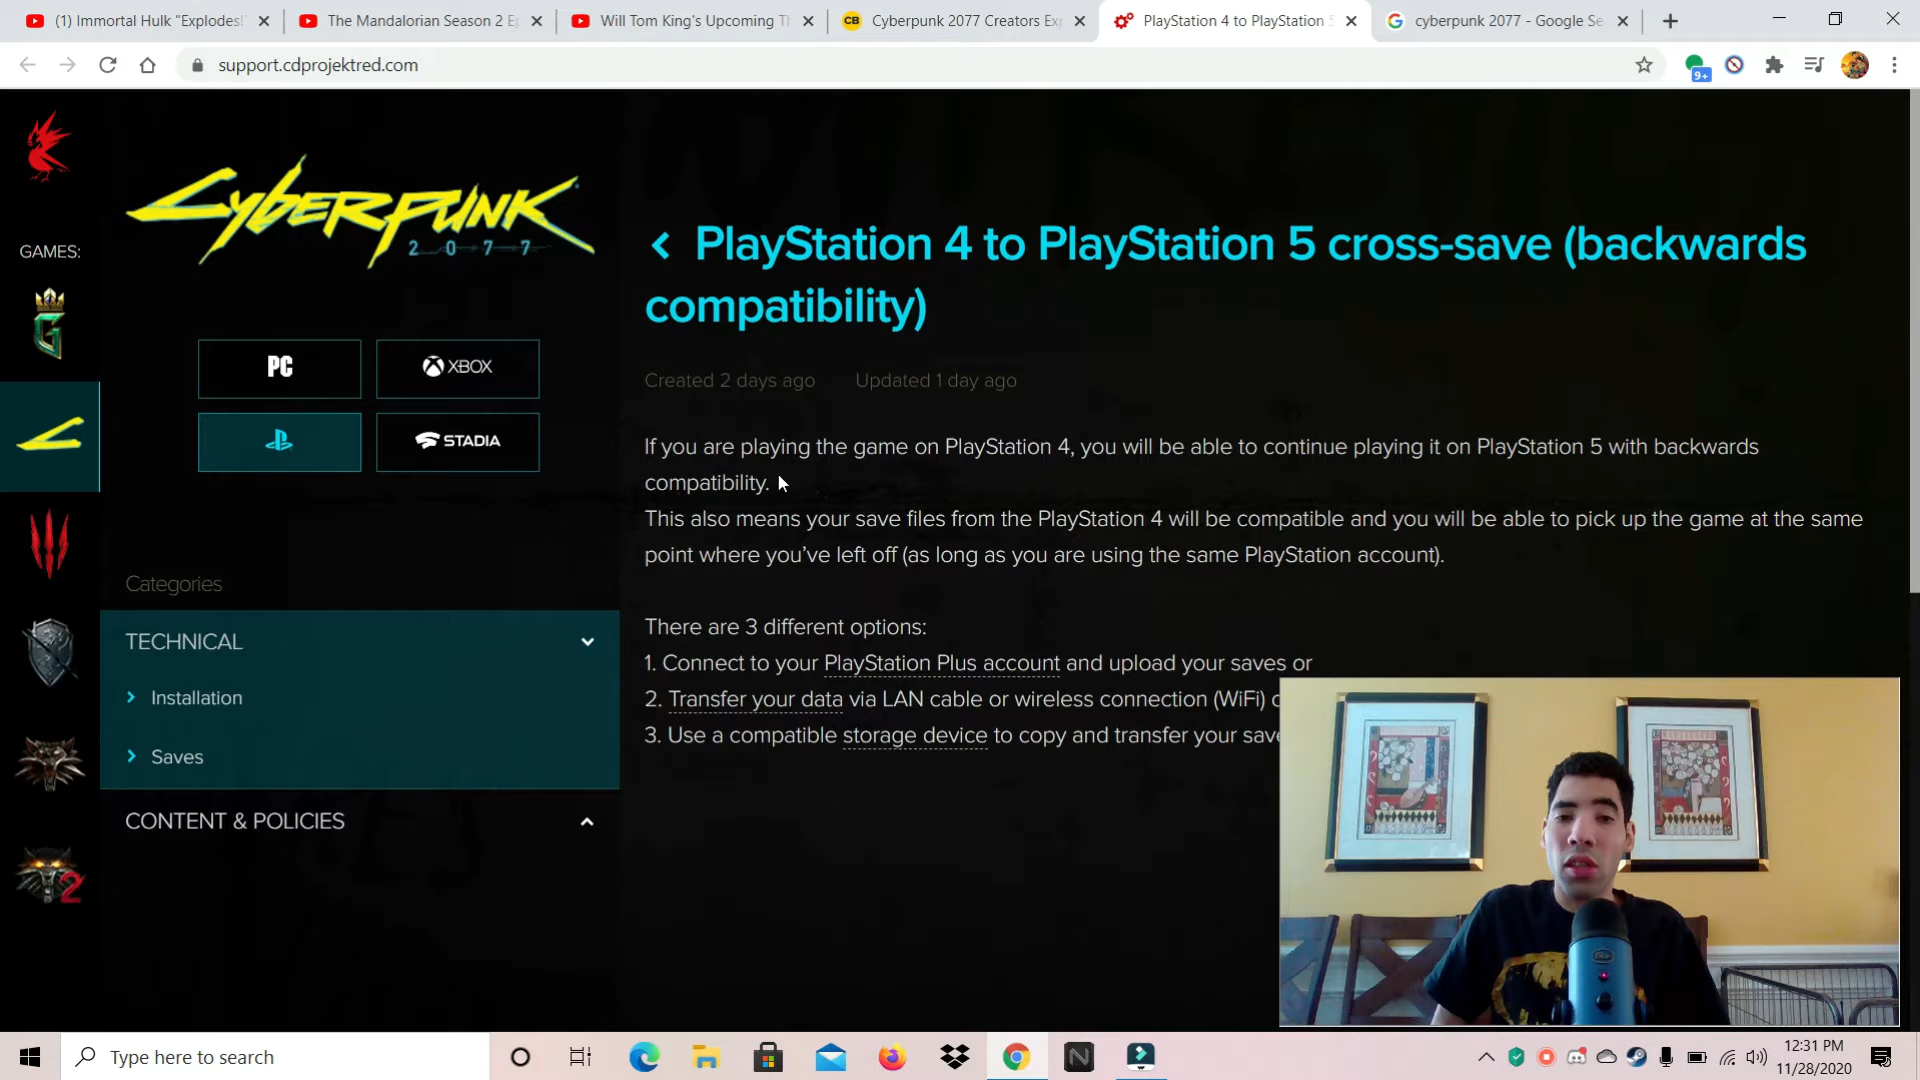 (1) Immortal Hulk "Explodes!
The Mandalorian Season 2 E
Will Tom King's Upcoming T
CB
Cyberpunk 2077 Creators Ex
PlayStation 4 to PlayStation 5
G
cyberpunk 2077 - Google Se
support.cdprojektred.com
9+
GAMES:
CYBERPUNK
2077
PC
XBOX
STADIA
Categories
TECHNICAL
Installation
Saves
CONTENT & POLICIES
2
PlayStation 4 to PlayStation 5 cross-save (backwards
compatibility)
Created 2 days ago
Updated 1 day ago
If you are playing the game on PlayStation 4, you will be able to continue playing it on PlayStation 5 with backwards
compatibility.
This also means your save files from the PlayStation 4 will be compatible and you will be able to pick up the game at the same
point where you've left off (as long as you are using the same PlayStation account).
There are 3 different options:
1. Connect to your PlayStation Plus account and upload your saves or
2. Transfer your data via LAN cable or wireless connection (WiFi)
3. Use a compatible storage device to copy and transfer your save
Type here to search
N
12:31 PM
11/28/2020